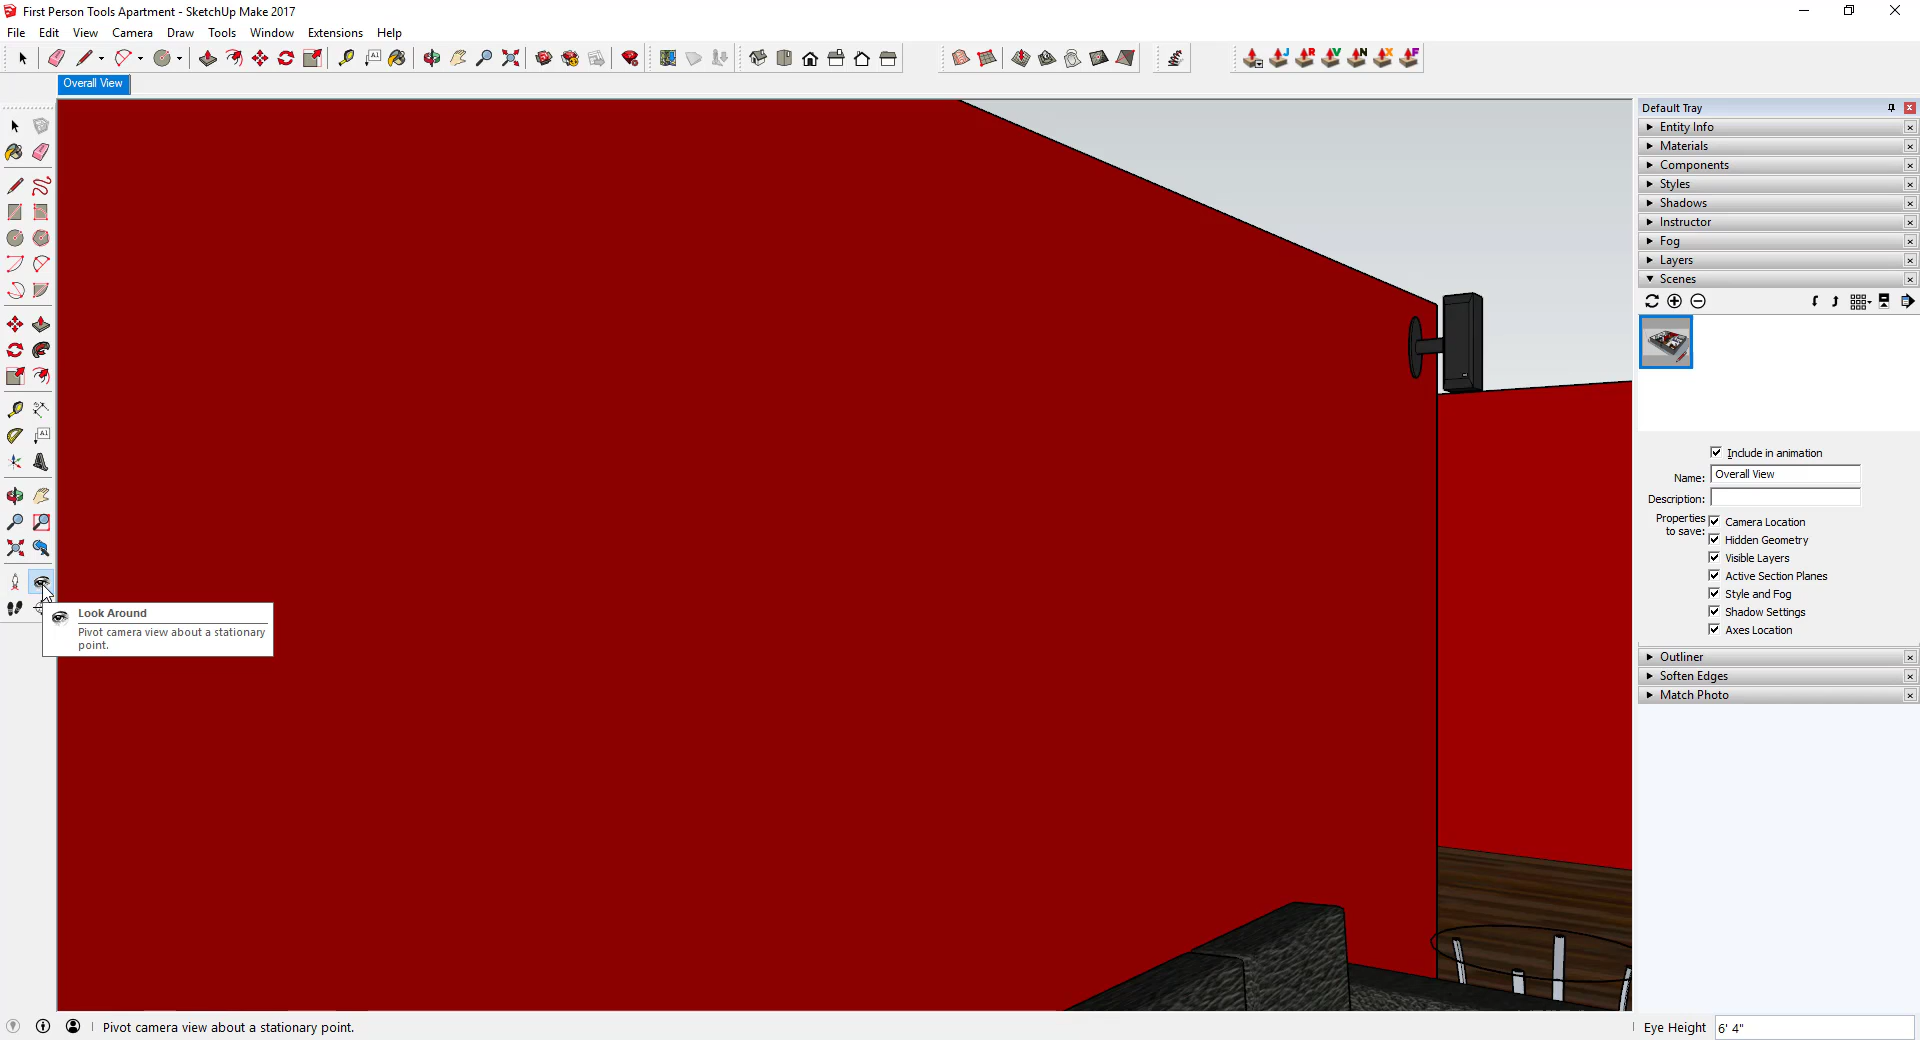 First Person Tools Apartment - SketchUp Make 2017
File Edit View Camera Draw Tools Window Extensions Help
A1
J R V N X F
Overall View
Default Tray
Entity Info
Materials
Components
Styles
Shadows
Instructor
Fog
Layers
Scenes
Include in animation
Name: Overall View
Description:
Properties to save:
Camera Location
Hidden Geometry
Visible Layers
Active Section Planes
Style and Fog
Shadow Settings
Axes Location
Outliner
Soften Edges
Match Photo
A1
Look Around
Pivot camera view about a stationary
point.
Pivot camera view about a stationary point.
Eye Height 6' 4"